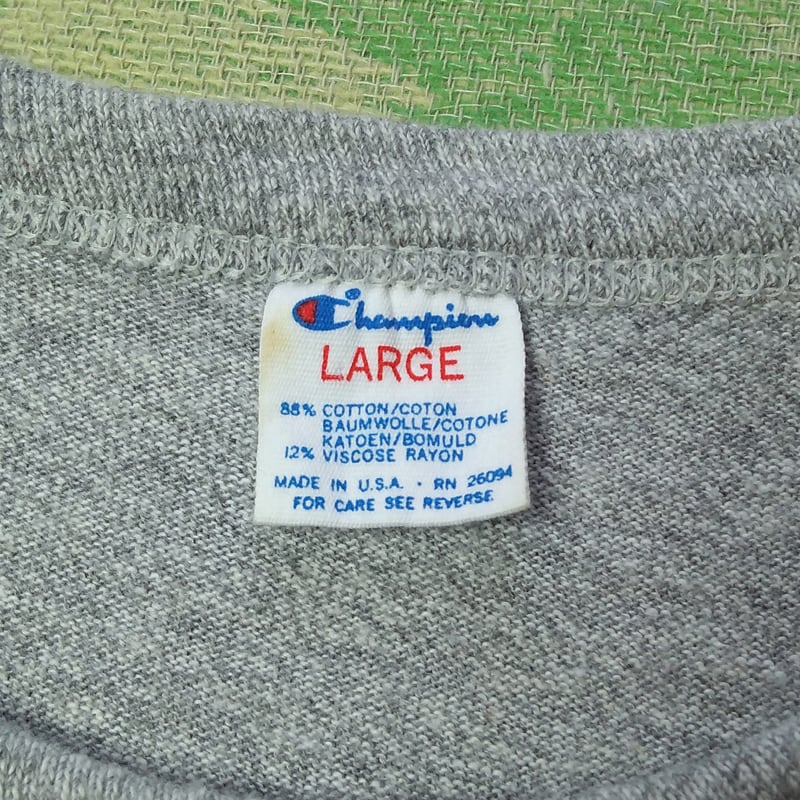 Champion
LARGE
88% COTTON/COTON
BAUMWOLLE/COTONE
KATOEN/BOMULD
12% VISCOSE RAYON
MADE IN U.S.A. · RN 26094
FOR CARE SEE REVERSE